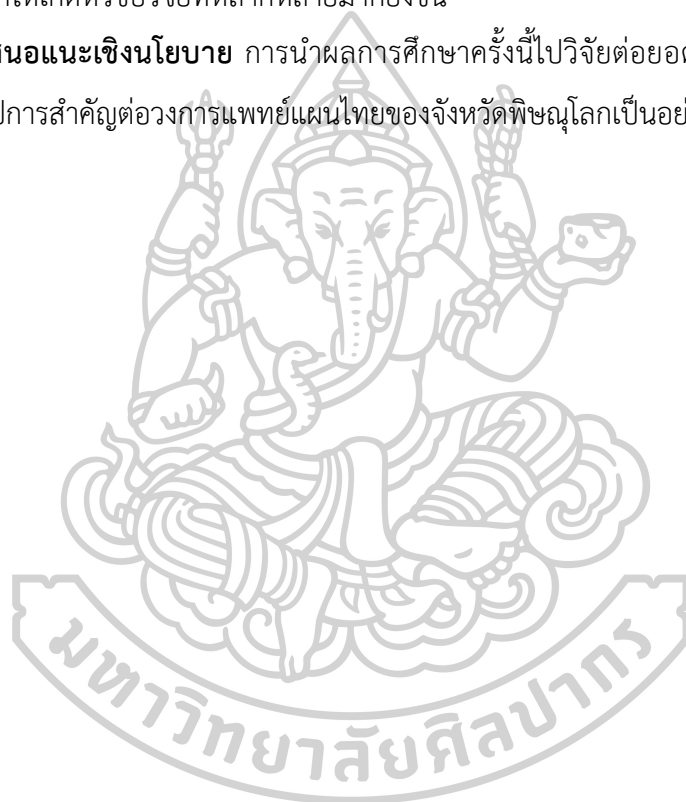 นอแนะเชิงนโยบาย การนำผลการศึกษาครั้งนี้ไปวิจัยต่อยอด
ปการสำคัญต่อวงการแพทย์แผนไทยของจังหวัดพิษณุโลกเป็นอย่
มหาวิทยาลัยศิลปากร